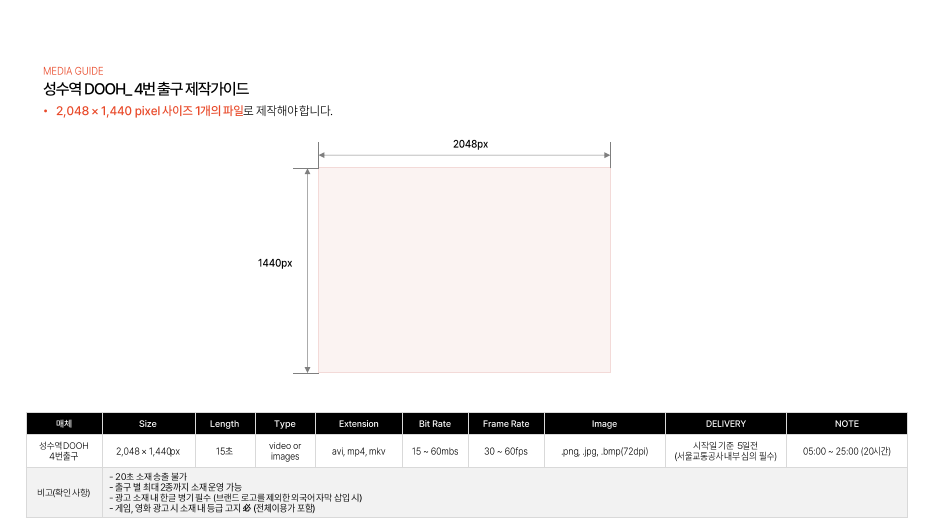 MEDIA GUIDE
성수역 DOOH_ 4번 출구 제작가이드
• 2,048 × 1,440 pixel 사이즈 1개의 파일로 제작해야 합니다.
2048px
1440px
매체 Size Length Type Extension Bit Rate Frame Rate Image DELIVERY NOTE
성수역DOOH
4번출구
2,048 × 1,440px
15초
video or
images
avi, mp4, mkv
15 ~ 60mbs
30 ~ 60fps
.png, .jpg, .bmp(72dpi)
시작일 기준 5일전
(서울교통공사 내부 심의 필수)
05:00 ~ 25:00 (20시간)
비고(확인 사항)
- 20초 소재 송출 불가
- 출구 별 최대 2종까지 소재 운영 가능
- 광고 소재 내 한글 병기 필수 (브랜드 로고를 제외한 외국어 자막 삽입 시)
- 게임, 영화 광고 시 소재 내 등급 고지 必 (전체이용가 포함)